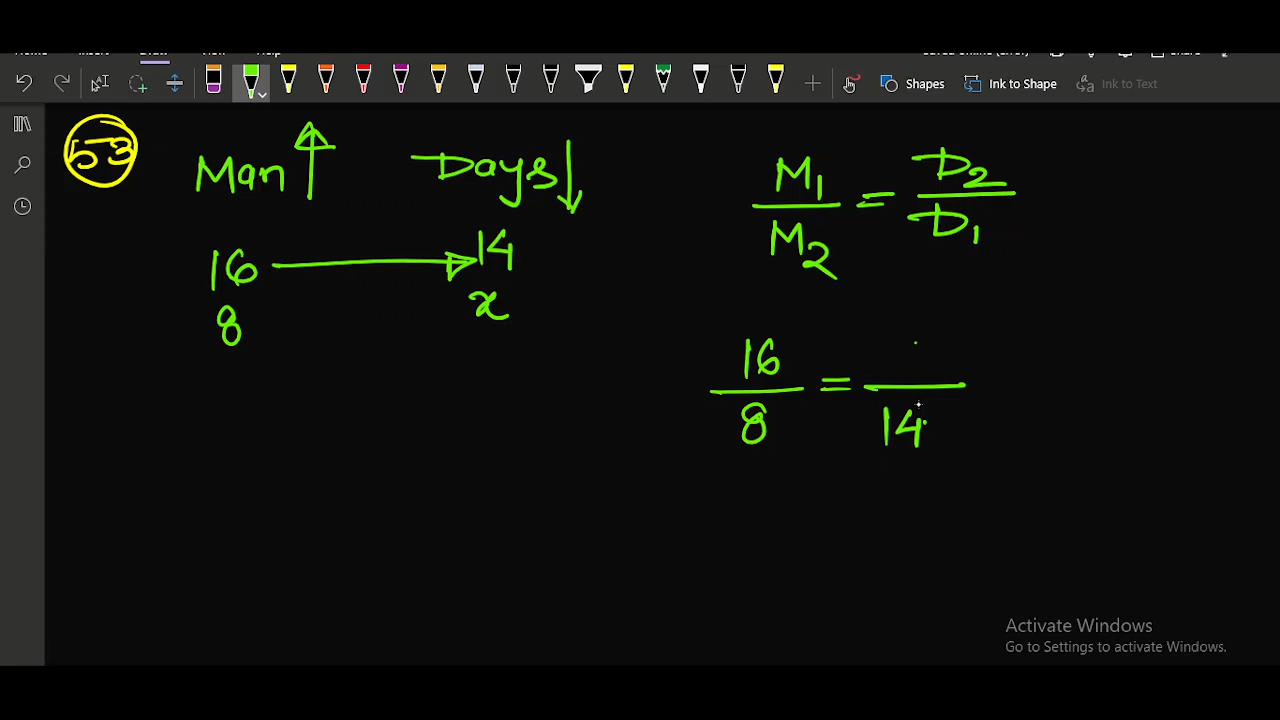 Shapes Ink to Shape Ink to Text
53
Man ↑ Days ↓
16 → 14
8 x
M₁/M₂ = D₂/D₁
16/8 = /14
Activate Windows
Go to Settings to activate Windows.